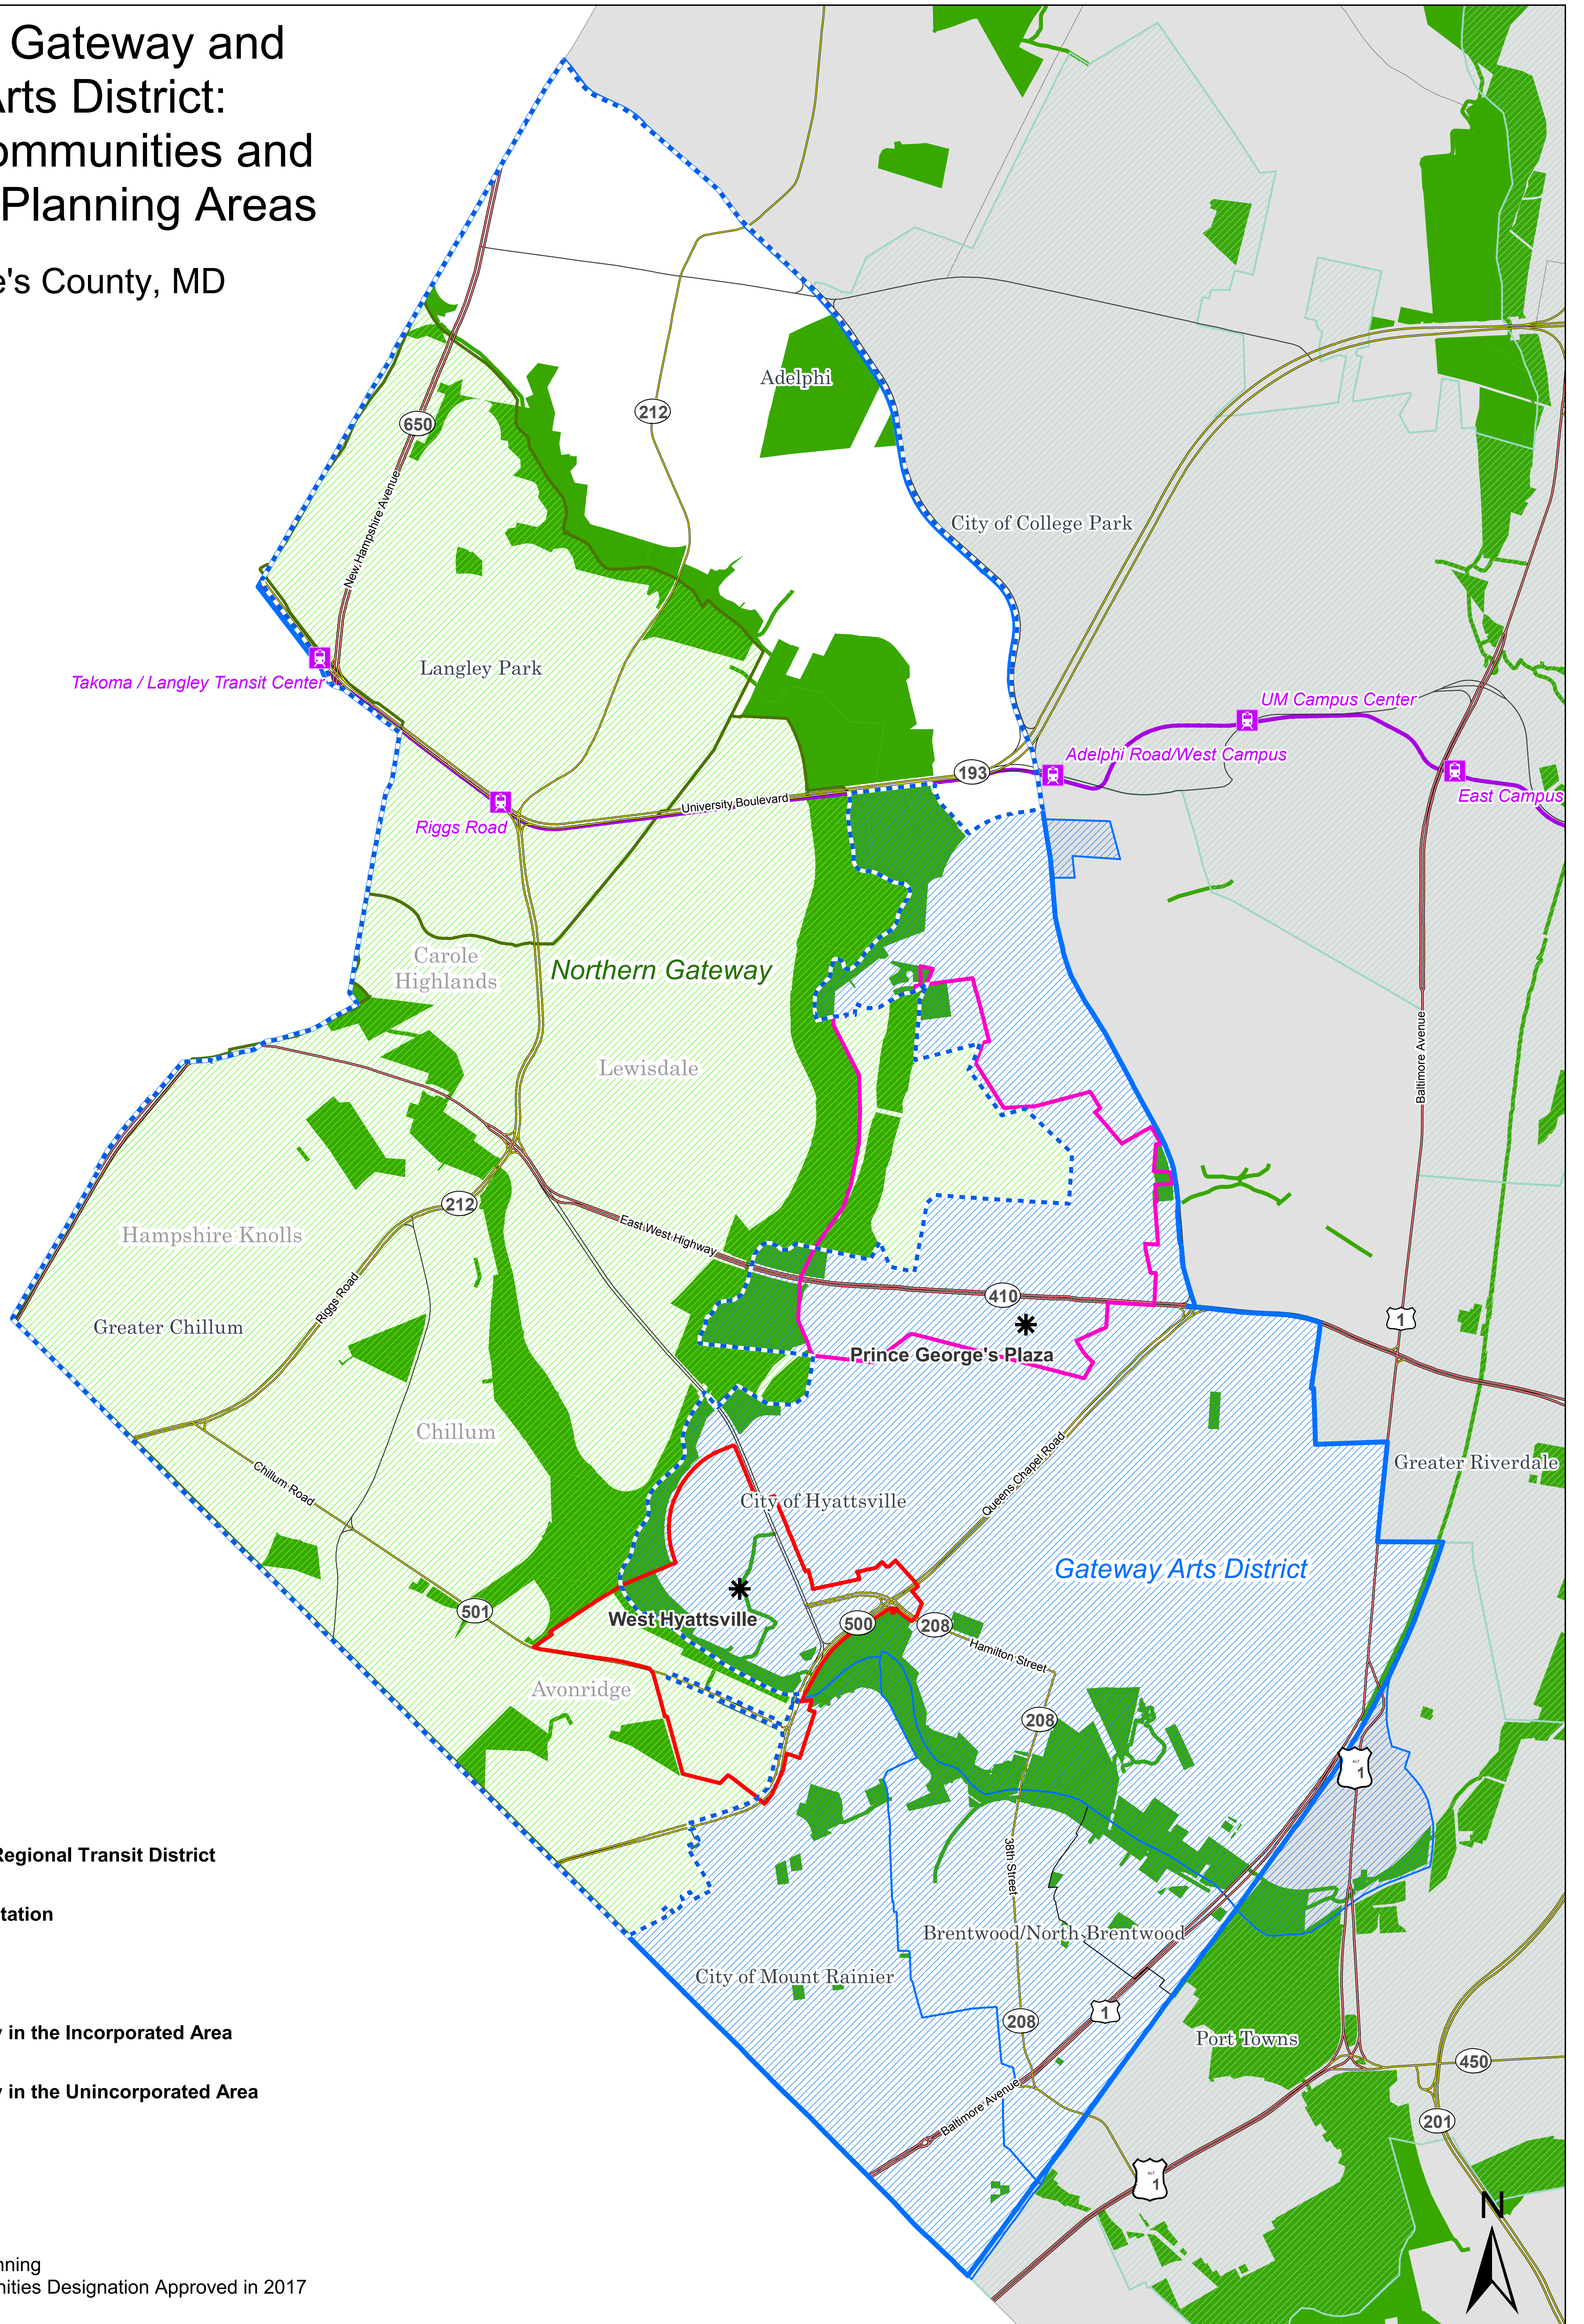 Gateway and
Arts District:
ommunities and
Planning Areas
e's County, MD
Adelphi
212
650
New Hampshire Avenue
City of College Park
Langley Park
Takoma / Langley Transit Center
UM Campus Center
Adelphi Road/West Campus
193
East Campus
University Boulevard
Riggs Road
Carole
Highlands
Northern Gateway
Baltimore Avenue
Lewisdale
212
East West Highway
Hampshire Knolls
Riggs Road
410
1
Greater Chillum
Prince George's Plaza
Chillum
Queens Chapel Road
Greater Riverdale
Chillum Road
City of Hyattsville
Gateway Arts District
501
West Hyattsville
500
208
Hamilton Street
Avonridge
208
ALT
1
38th Street
Regional Transit District
tation
Brentwood/North Brentwood
City of Mount Rainier
1
208
y in the Incorporated Area
Port Towns
450
y in the Unincorporated Area
Baltimore Avenue
201
ALT
1
N
nning
nities Designation Approved in 2017